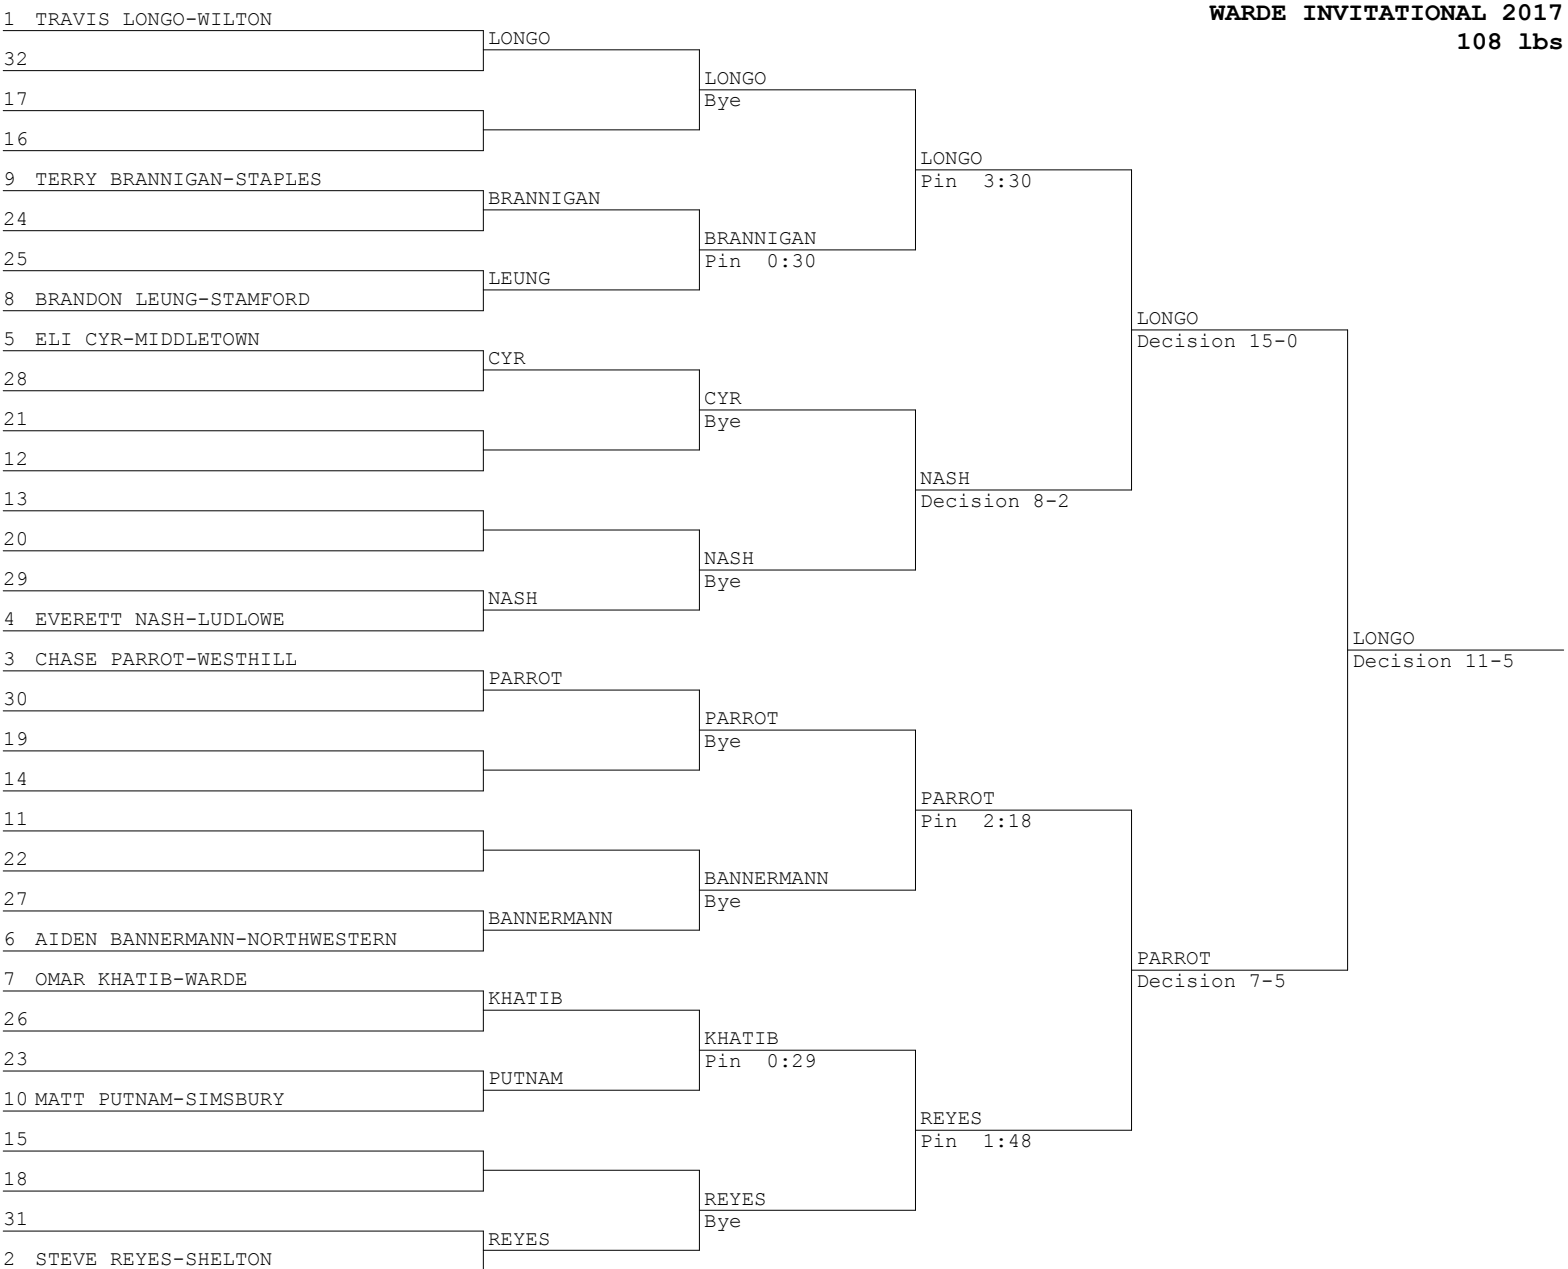 WARDE INVITATIONAL 2017
108 lbs
1 TRAVIS LONGO-WILTON
LONGO
32
LONGO
17
Bye
16
LONGO
9 TERRY BRANNIGAN-STAPLES
Pin 3:30
BRANNIGAN
24
BRANNIGAN
25
Pin 0:30
LEUNG
8 BRANDON LEUNG-STAMFORD
LONGO
5 ELI CYR-MIDDLETOWN
Decision 15-0
CYR
28
CYR
21
Bye
12
NASH
13
Decision 8-2
20
NASH
29
Bye
NASH
4 EVERETT NASH-LUDLOWE
LONGO
3 CHASE PARROT-WESTHILL
Decision 11-5
PARROT
30
PARROT
19
Bye
14
PARROT
11
Pin 2:18
22
BANNERMANN
27
Bye
BANNERMANN
6 AIDEN BANNERMANN-NORTHWESTERN
PARROT
7 OMAR KHATIB-WARDE
Decision 7-5
KHATIB
26
KHATIB
23
Pin 0:29
PUTNAM
10 MATT PUTNAM-SIMSBURY
REYES
15
Pin 1:48
18
REYES
31
Bye
REYES
2 STEVE REYES-SHELTON